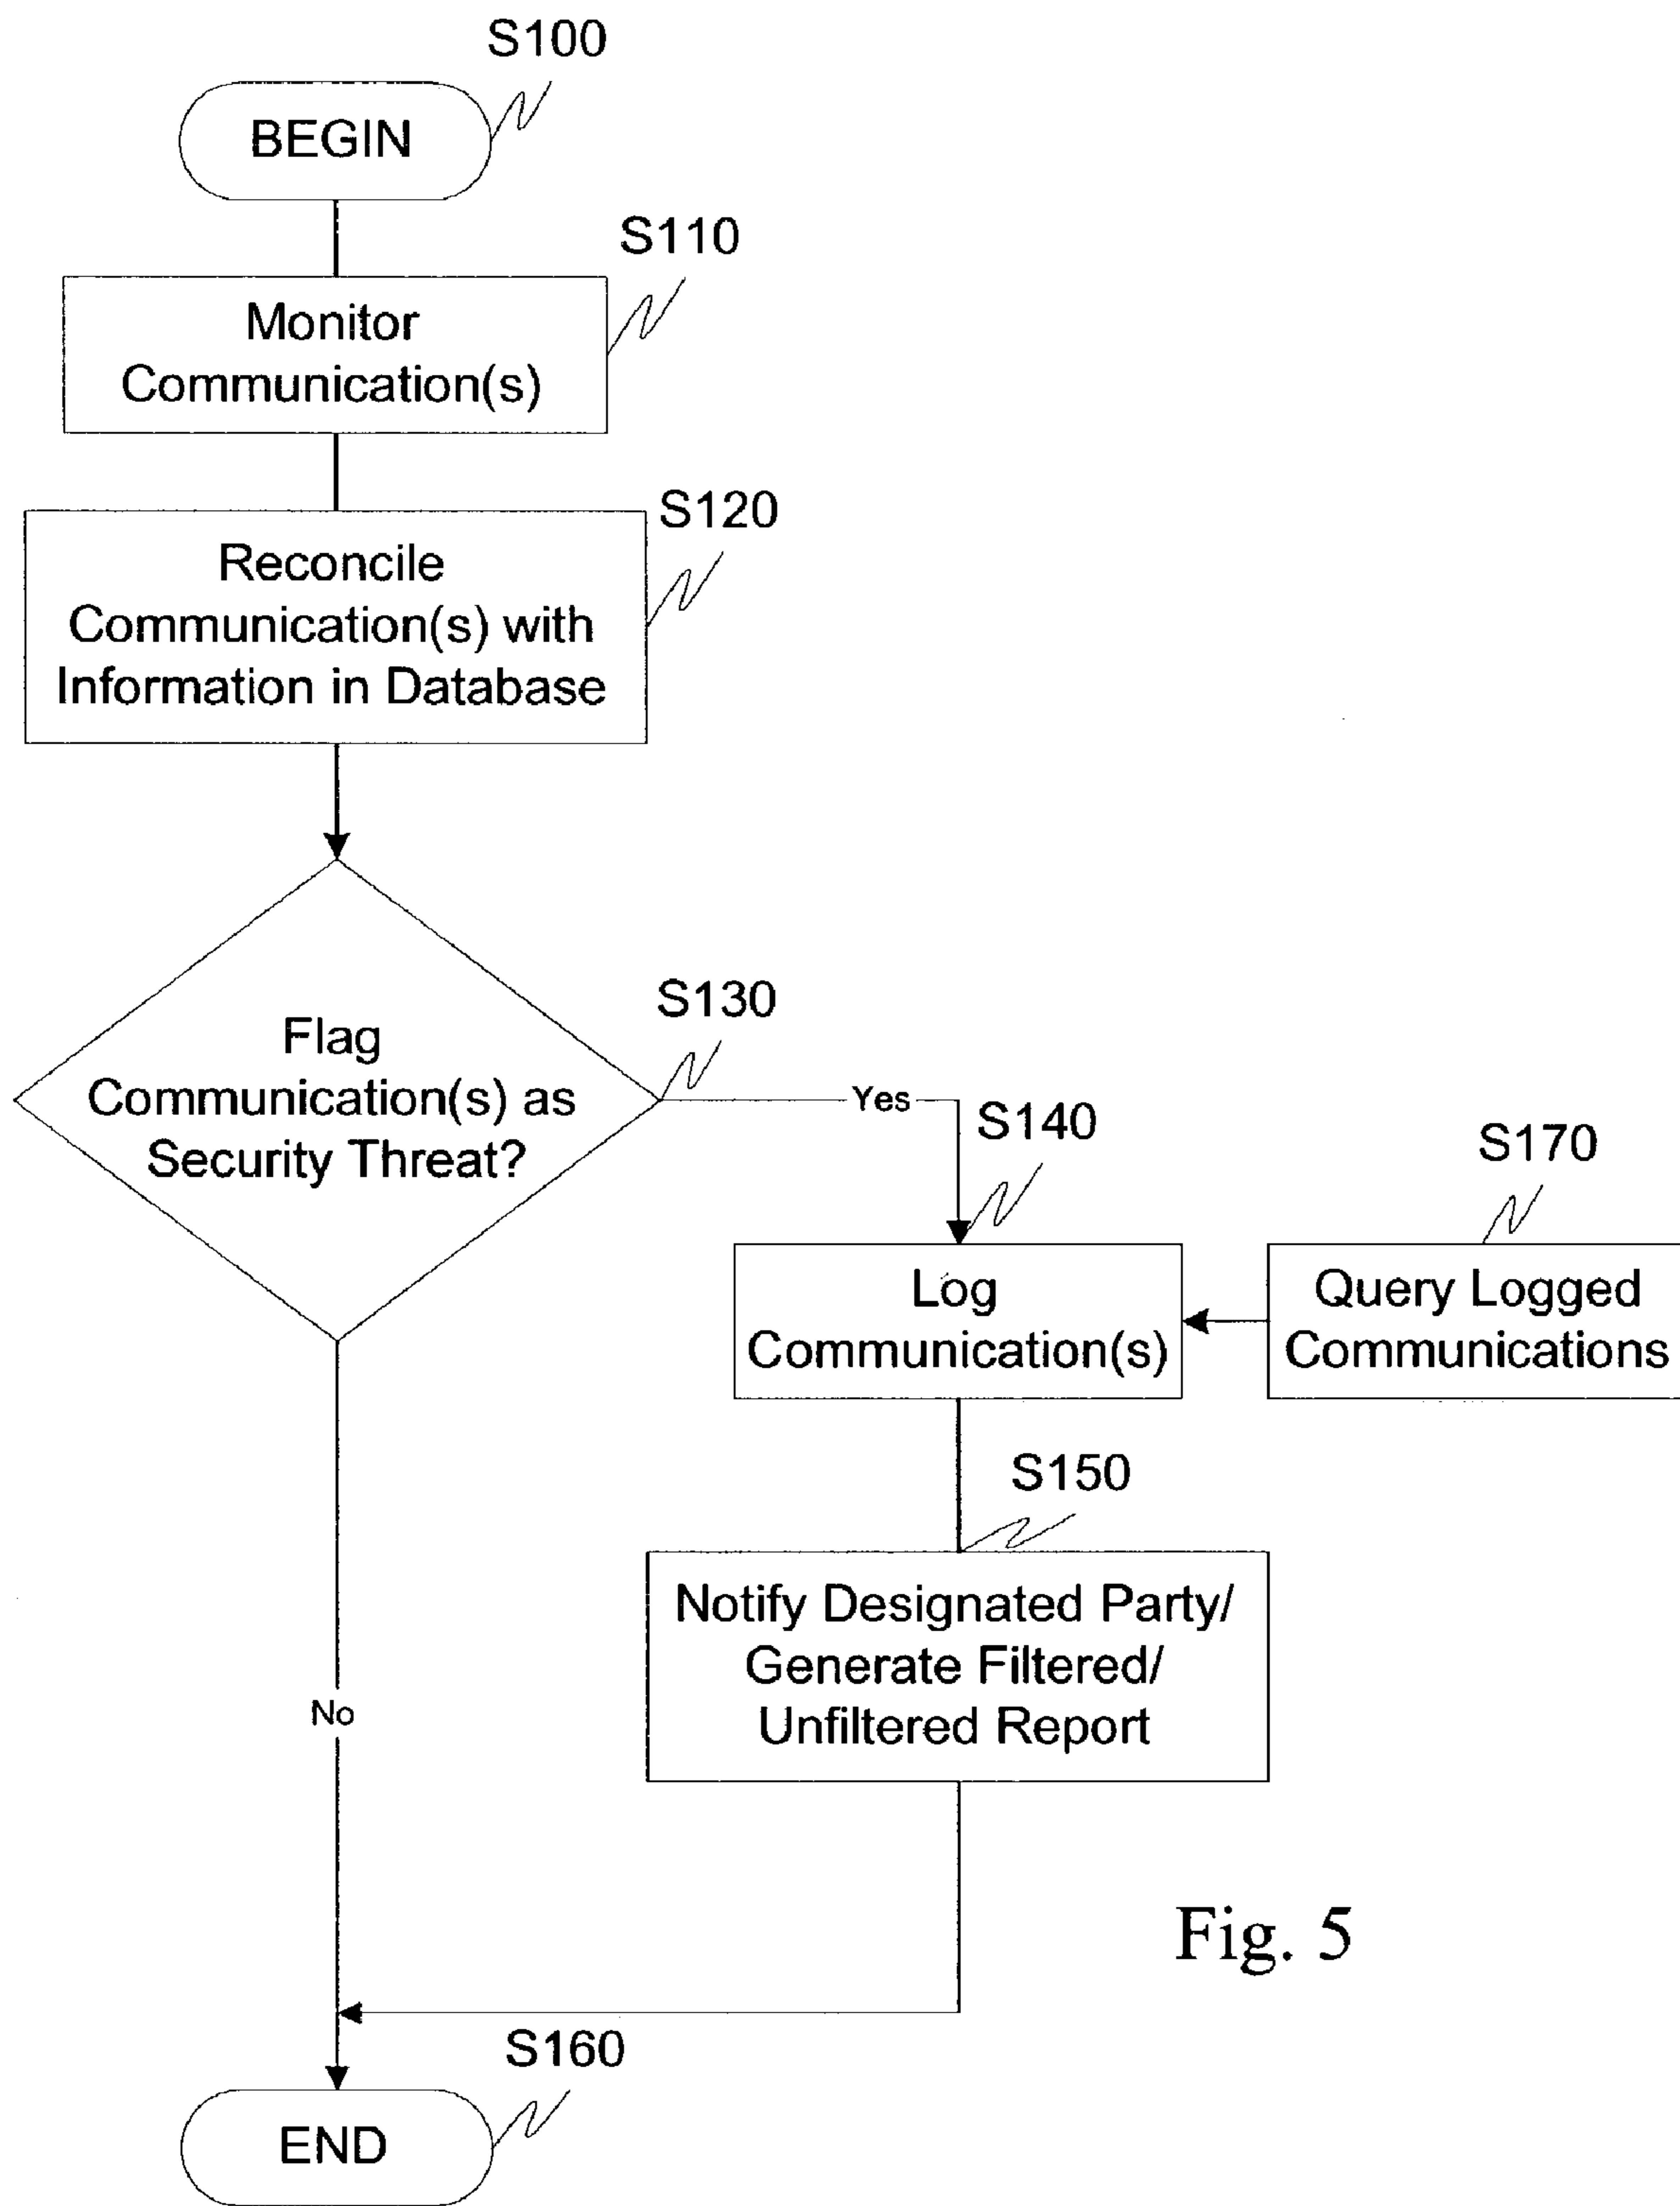 S100
BEGIN
S110
Monitor
Communication(s)
S120
Reconcile
Communication(s) with
Information in Database
S130
Flag
Communication(s) as
Security Threat?
Yes
S140
Log
Communication(s)
S170
Query Logged
Communications
S150
Notify Designated Party/
Generate Filtered/
Unfiltered Report
No
Fig. 5
S160
END